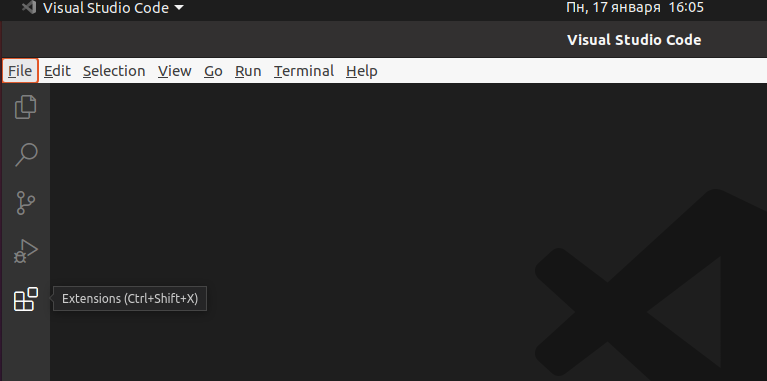 Visual Studio Code
Пн, 17 января 16:05
Visual Studio Code
File Edit Selection View Go Run Terminal Help
Extensions (Ctrl+Shift+X)